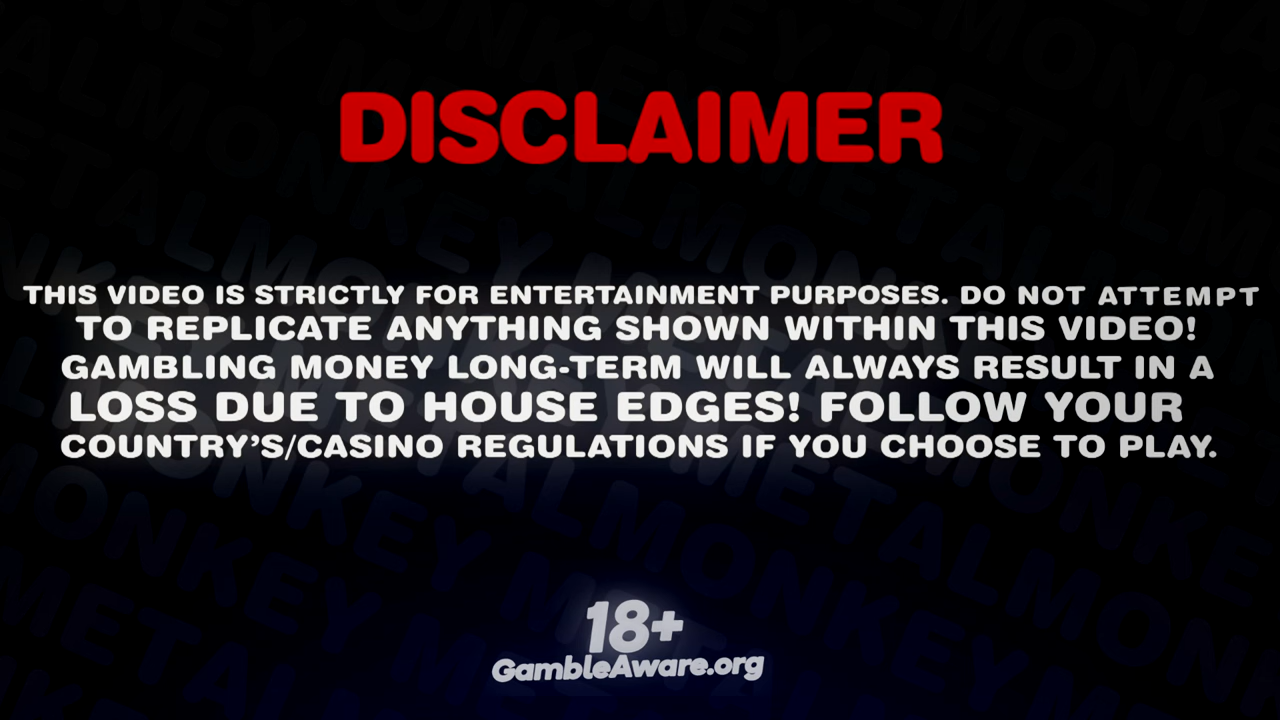 DISCLAIMER
THIS VIDEO IS STRICTLY FOR ENTERTAINMENT PURPOSES. DO NOT ATTEMPT
TO REPLICATE ANYTHING SHOWN WITHIN THIS VIDEO!
GAMBLING MONEY LONG-TERM WILL ALWAYS RESULT IN A
LOSS DUE TO HOUSE EDGES! FOLLOW YOUR
COUNTRY'S/CASINO REGULATIONS IF YOU CHOOSE TO PLAY.
18+
GambleAware.org